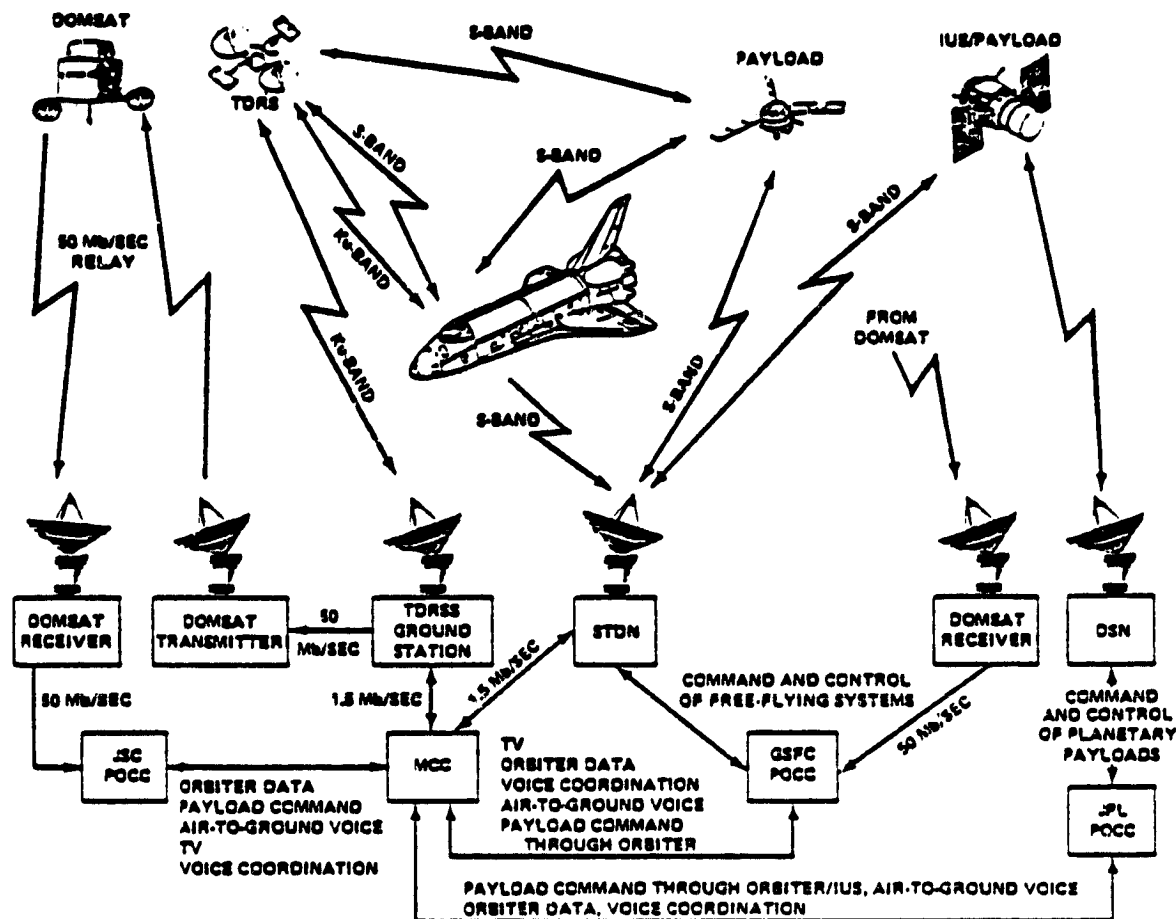 DOMSAT
TDRS
S-BAND
PAYLOAD
IUS/PAYLOAD
S-BAND
S-BAND
S-BAND
50 Mb/SEC
RELAY
Ku-BAND
Ku-BAND
FROM
DOMSAT
S-BAND
S-BAND
DOMSAT
RECEIVER
DOMSAT
TRANSMITTER
50
Mb/SEC
TDRSS
GROUND
STATION
STDN
DOMSAT
RECEIVER
DSN
50 Mb/SEC
1.5 Mb/SEC
1.5 Mb/SEC
COMMAND AND CONTROL
OF FREE-FLYING SYSTEMS
50 Mb/SEC
COMMAND
AND CONTROL
OF PLANETARY
PAYLOADS
JSC
POCC
ORBITER DATA
PAYLOAD COMMAND
AIR-TO-GROUND VOICE
TV
VOICE COORDINATION
MCC
TV
ORBITER DATA
VOICE COORDINATION
AIR-TO-GROUND VOICE
PAYLOAD COMMAND
THROUGH ORBITER
GSFC
POCC
JPL
POCC
PAYLOAD COMMAND THROUGH ORBITER/IUS, AIR-TO-GROUND VOICE
ORBITER DATA, VOICE COORDINATION